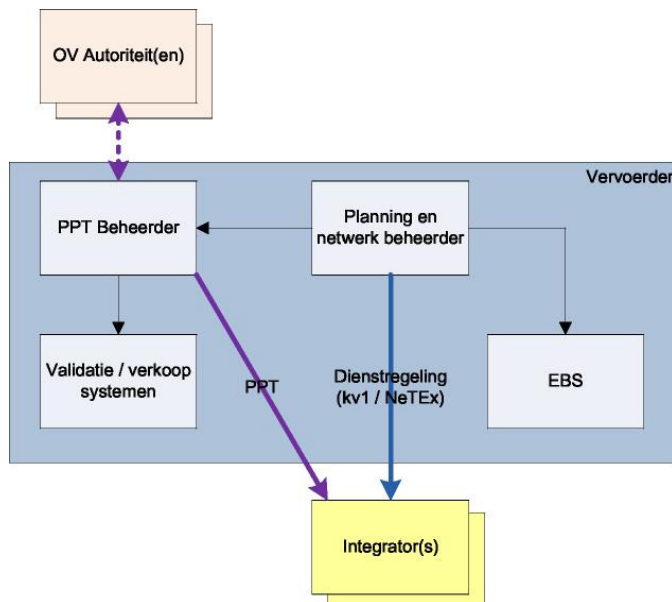 OV Autoriteit(en)
Vervoerder
PPT Beheerder
Planning en
netwerk beheerder
Validatie / verkoop
systemen
PPT
Dienstregeling
(kv1 / NeTEx)
EBS
Integrator(s)